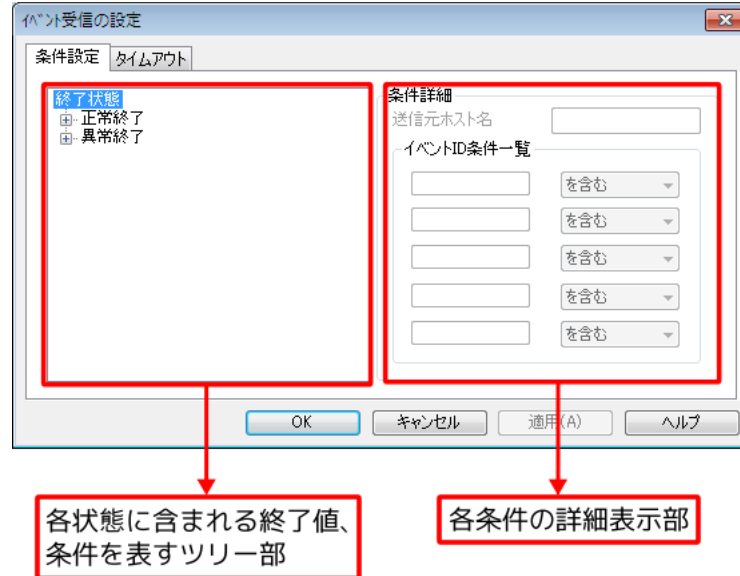 イベント受信の設定
条件設定 タイムアウト
終了状態
正常終了
異常終了
条件詳細
送信元ホスト名
イベントID条件一覧
を含む
を含む
を含む
を含む
を含む
OK キャンセル 適用(A) ヘルプ
各状態に含まれる終了値、
条件を表すツリー部
各条件の詳細表示部